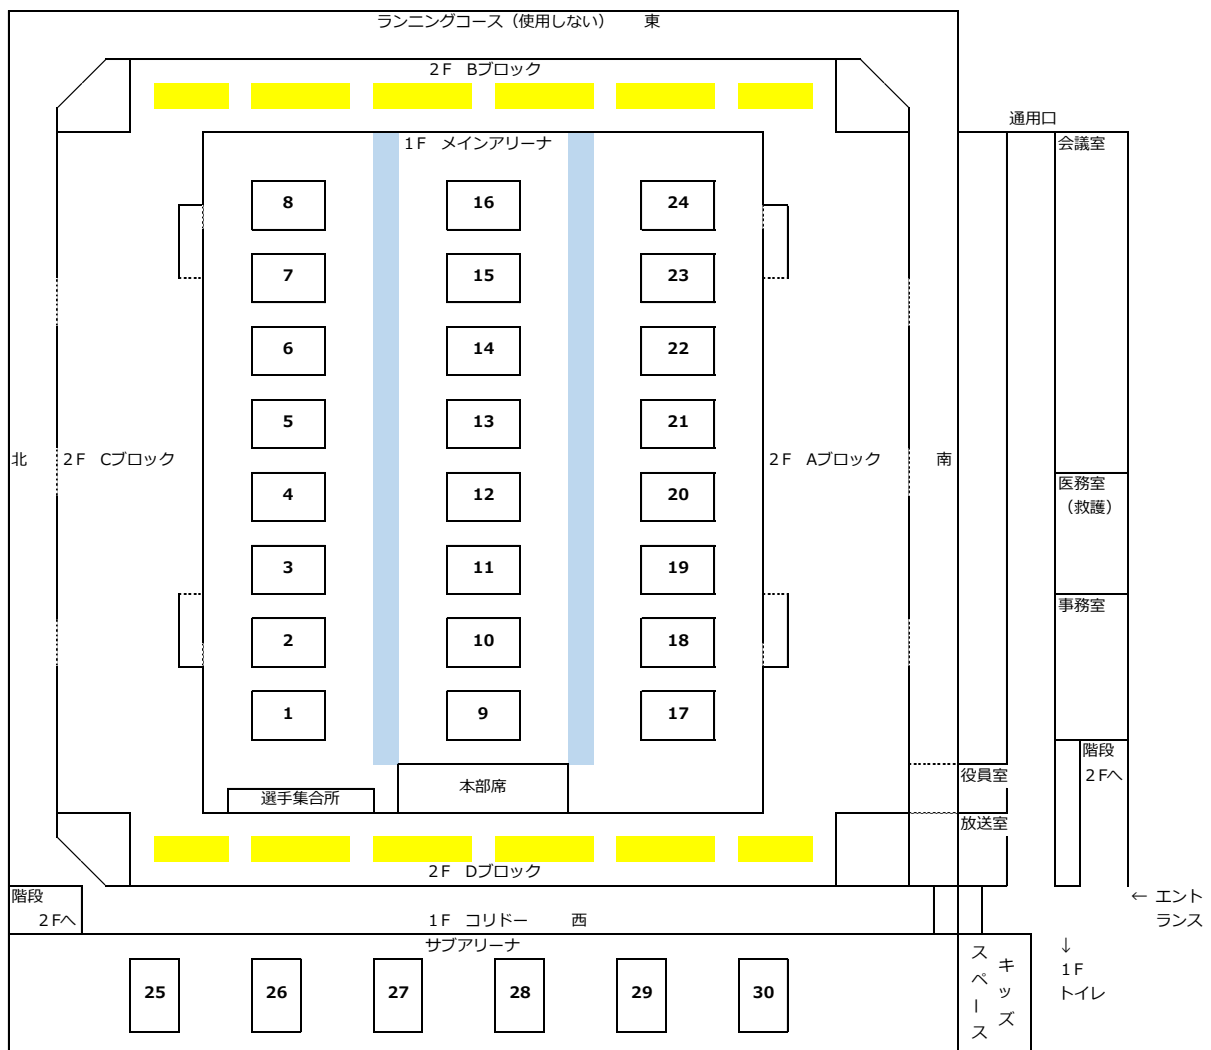 ランニングコース（使用しない）　東
２Ｆ　Bブロック
通用口
１Ｆ　メインアリーナ
会議室
8
16
24
7
15
23
6
14
22
5
13
21
北
２Ｆ　Cブロック
２Ｆ　Aブロック
南
4
12
20
医務室
（救護）
3
11
19
事務室
2
10
18
1
9
17
階段
２Fへ
本部席
役員室
選手集合所
放送室
２Ｆ　Dブロック
階段
２Fへ
← エント
ランス
１Ｆ　コリドー　西
サブアリーナ
キッズ
スペース
↓
１Ｆ
トイレ
25
26
27
28
29
30